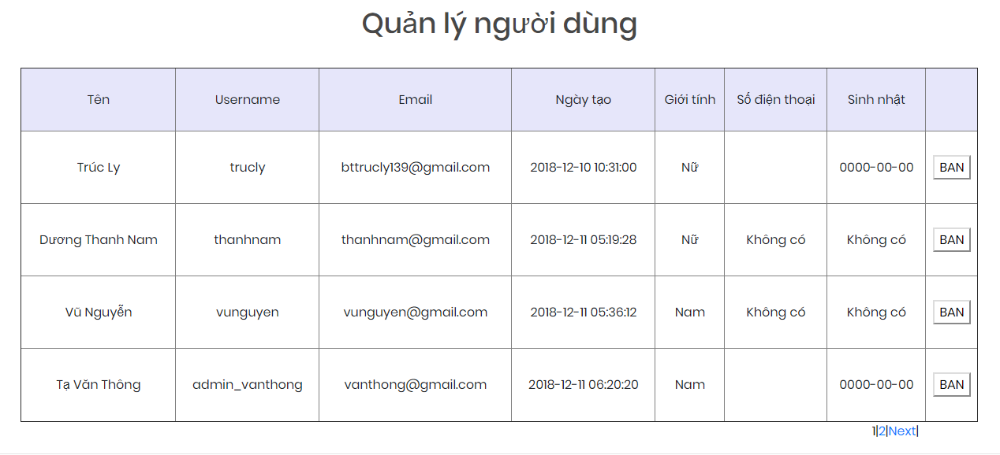 Quản lý người dùng
Tên Username Email Ngày tạo Giới tính Số điện thoại Sinh nhật
Trúc Ly trucly bttrucly139@gmail.com 2018-12-10 10:31:00 Nữ 0000-00-00 BAN
Dương Thanh Nam thanhnam thanhnam@gmail.com 2018-12-11 05:19:28 Nữ Không có Không có BAN
Vũ Nguyễn vunguyen vunguyen@gmail.com 2018-12-11 05:36:12 Nam Không có Không có BAN
Tạ Văn Thông admin_vanthong vanthong@gmail.com 2018-12-11 06:20:20 Nam 0000-00-00 BAN
1|2|Next|